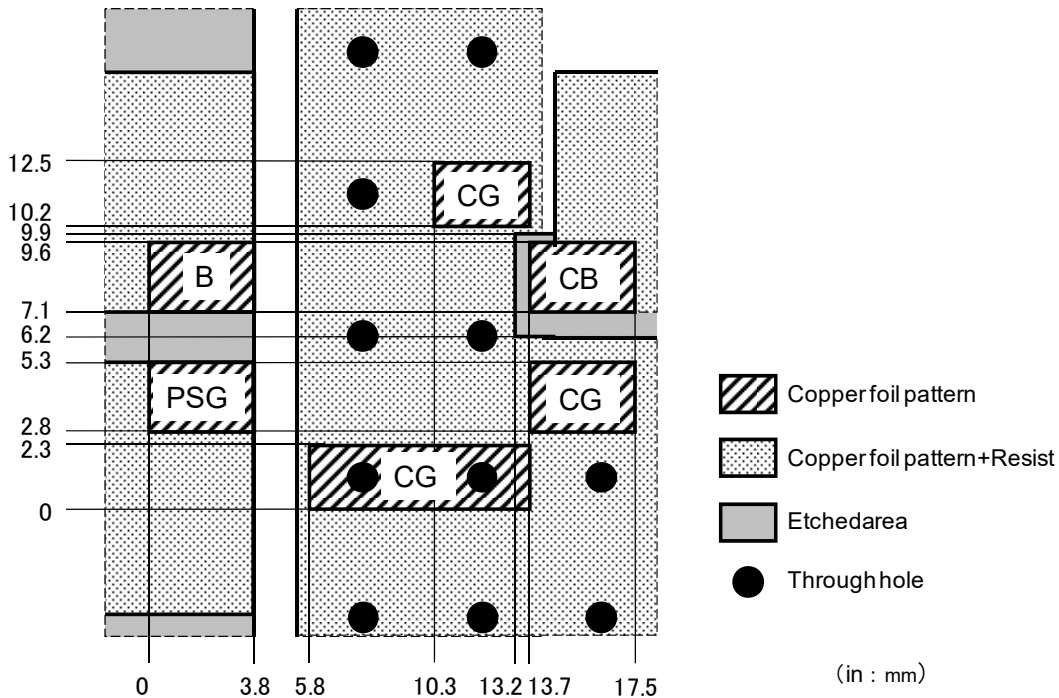 12.5
CG
10.2
9.9
9.6
B
CB
7.1
6.2
5.3
PSG
CG
2.8
2.3
CG
0
Copper foil pattern
Copper foil pattern+Resist
Etchedarea
Through hole
0 3.8 5.8 10.3 13.2 13.7 17.5
(in : mm)